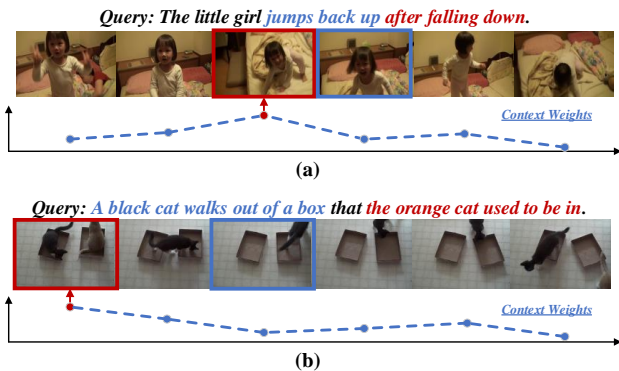 Query: The little girl jumps back up after falling down.
Context Weights
(a)
Query: A black cat walks out of a box that the orange cat used to be in.
Context Weights
(b)